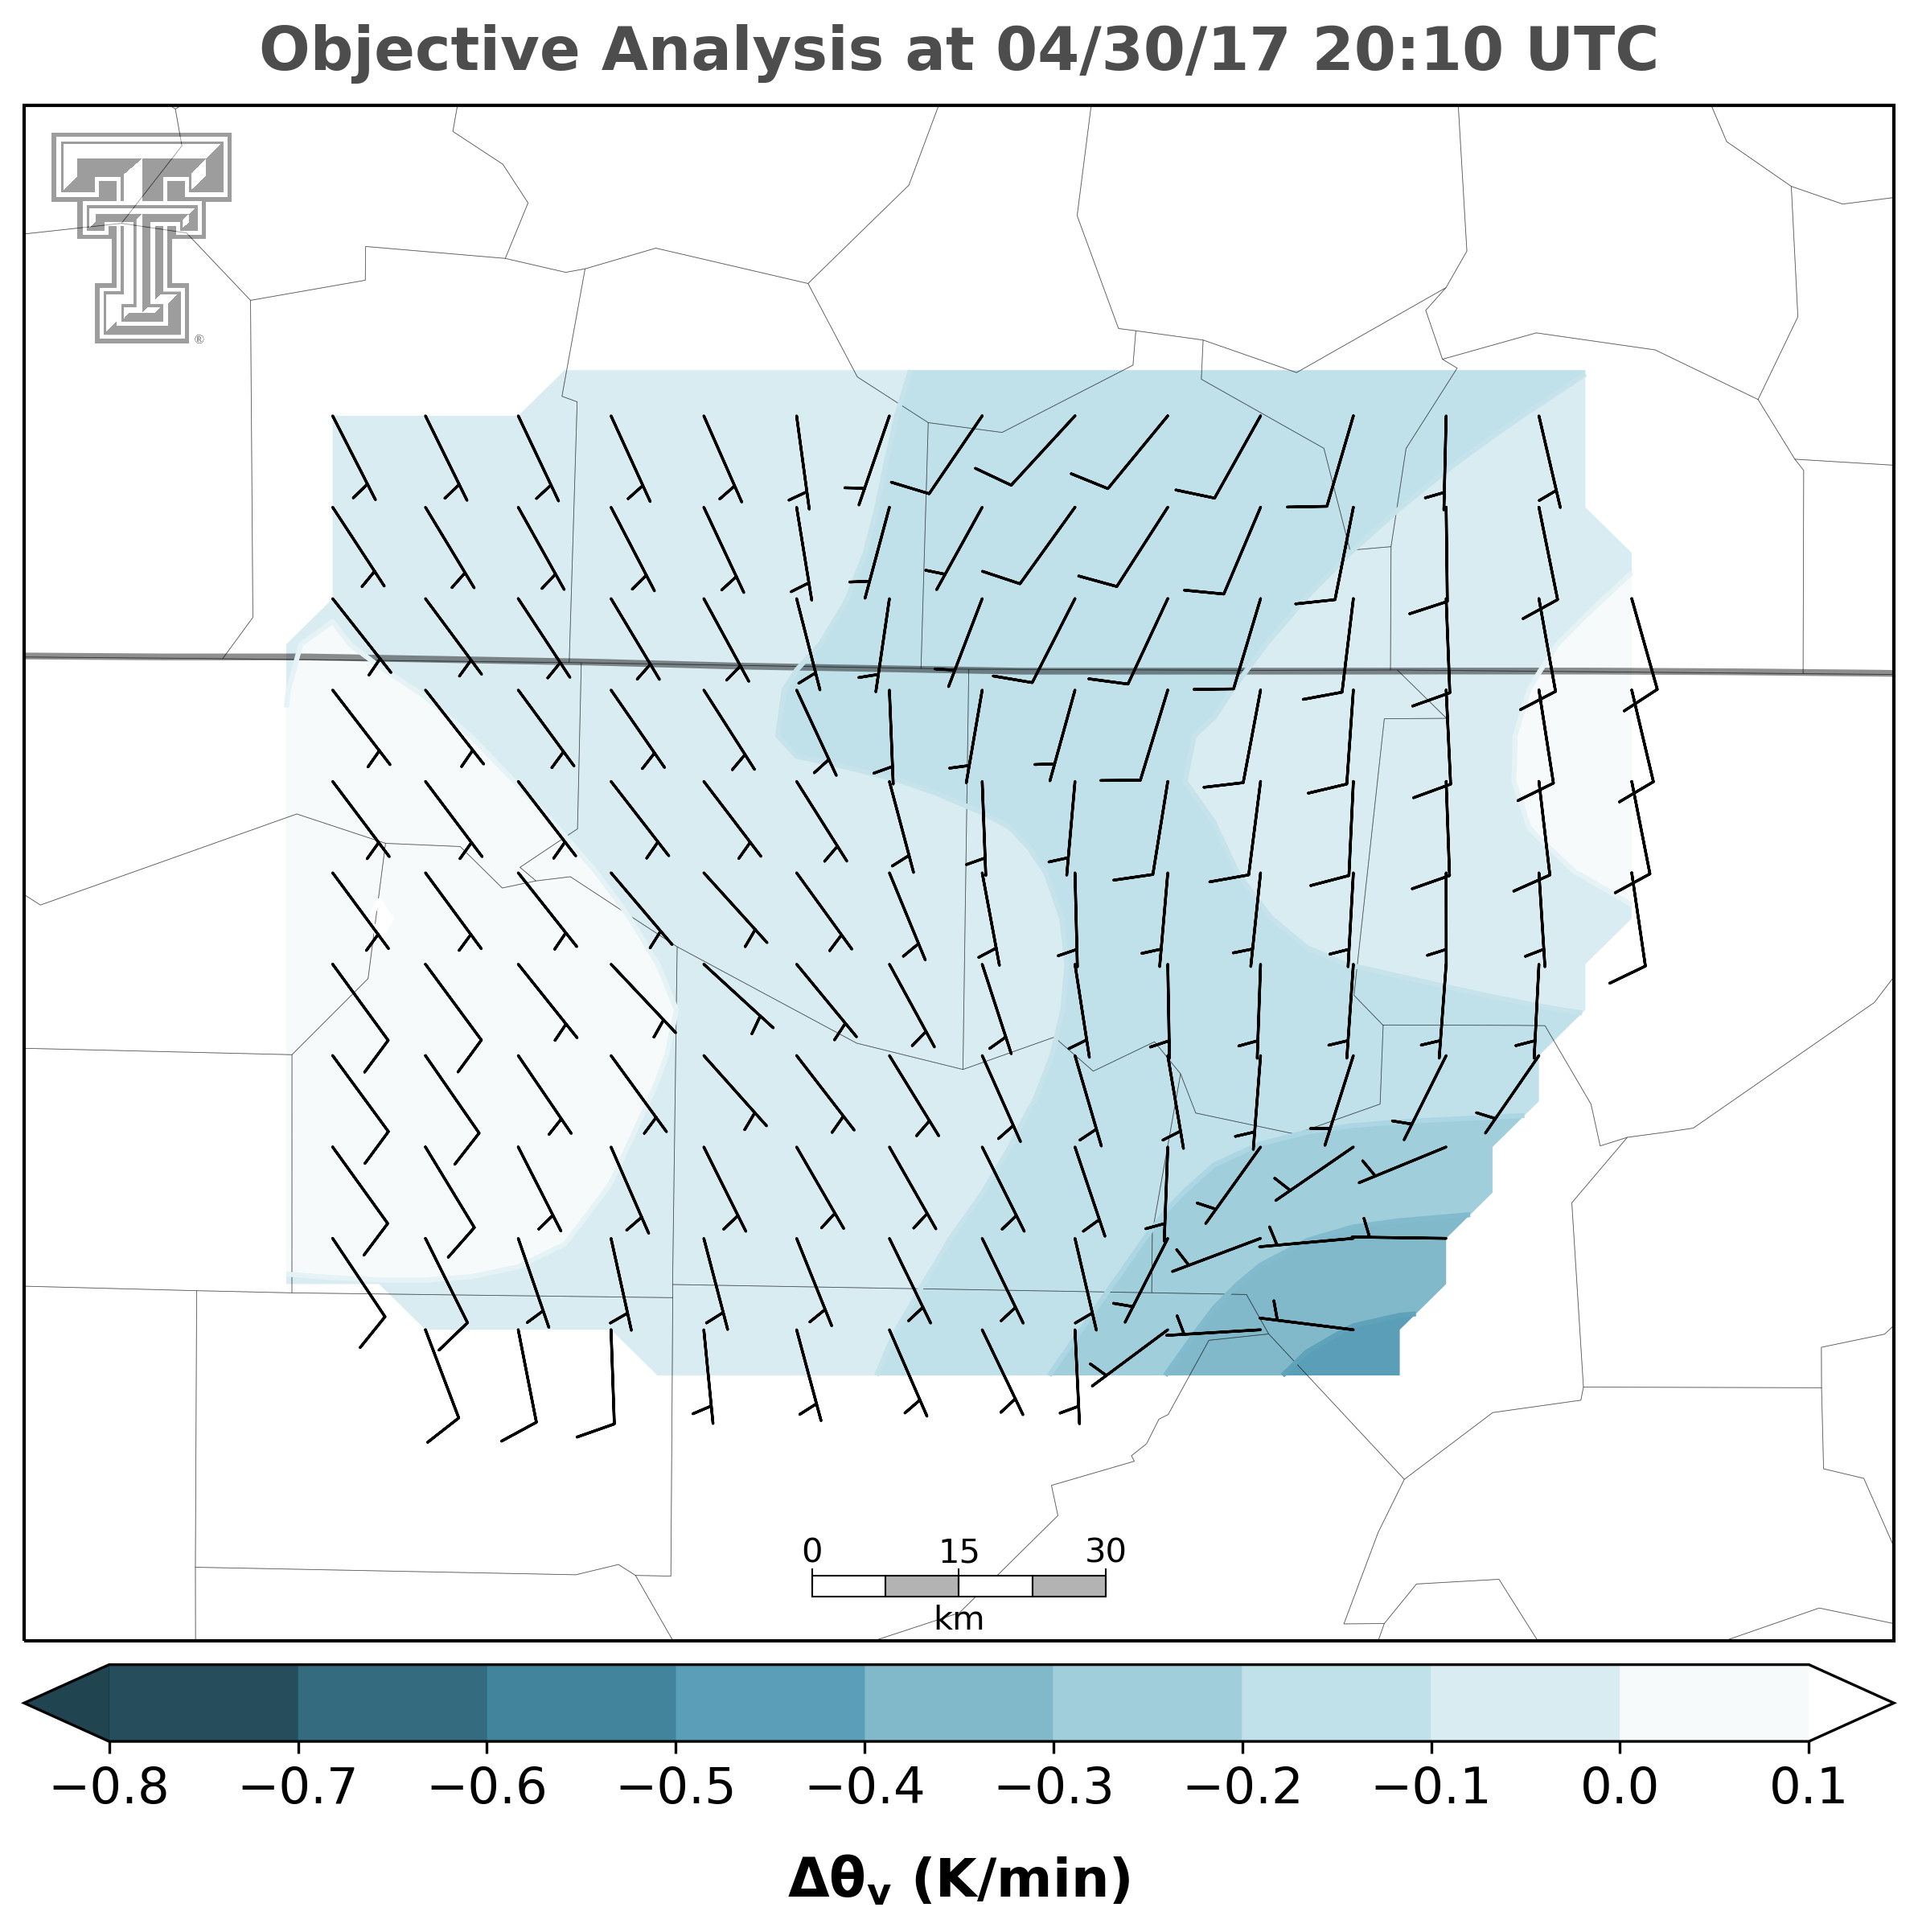 Objective Analysis at 04/30/17 20:10 UTC
®
0 15 30
km
−0.8 −0.7 −0.6 −0.5 −0.4 −0.3 −0.2 −0.1 0.0 0.1
Δθv (K/min)